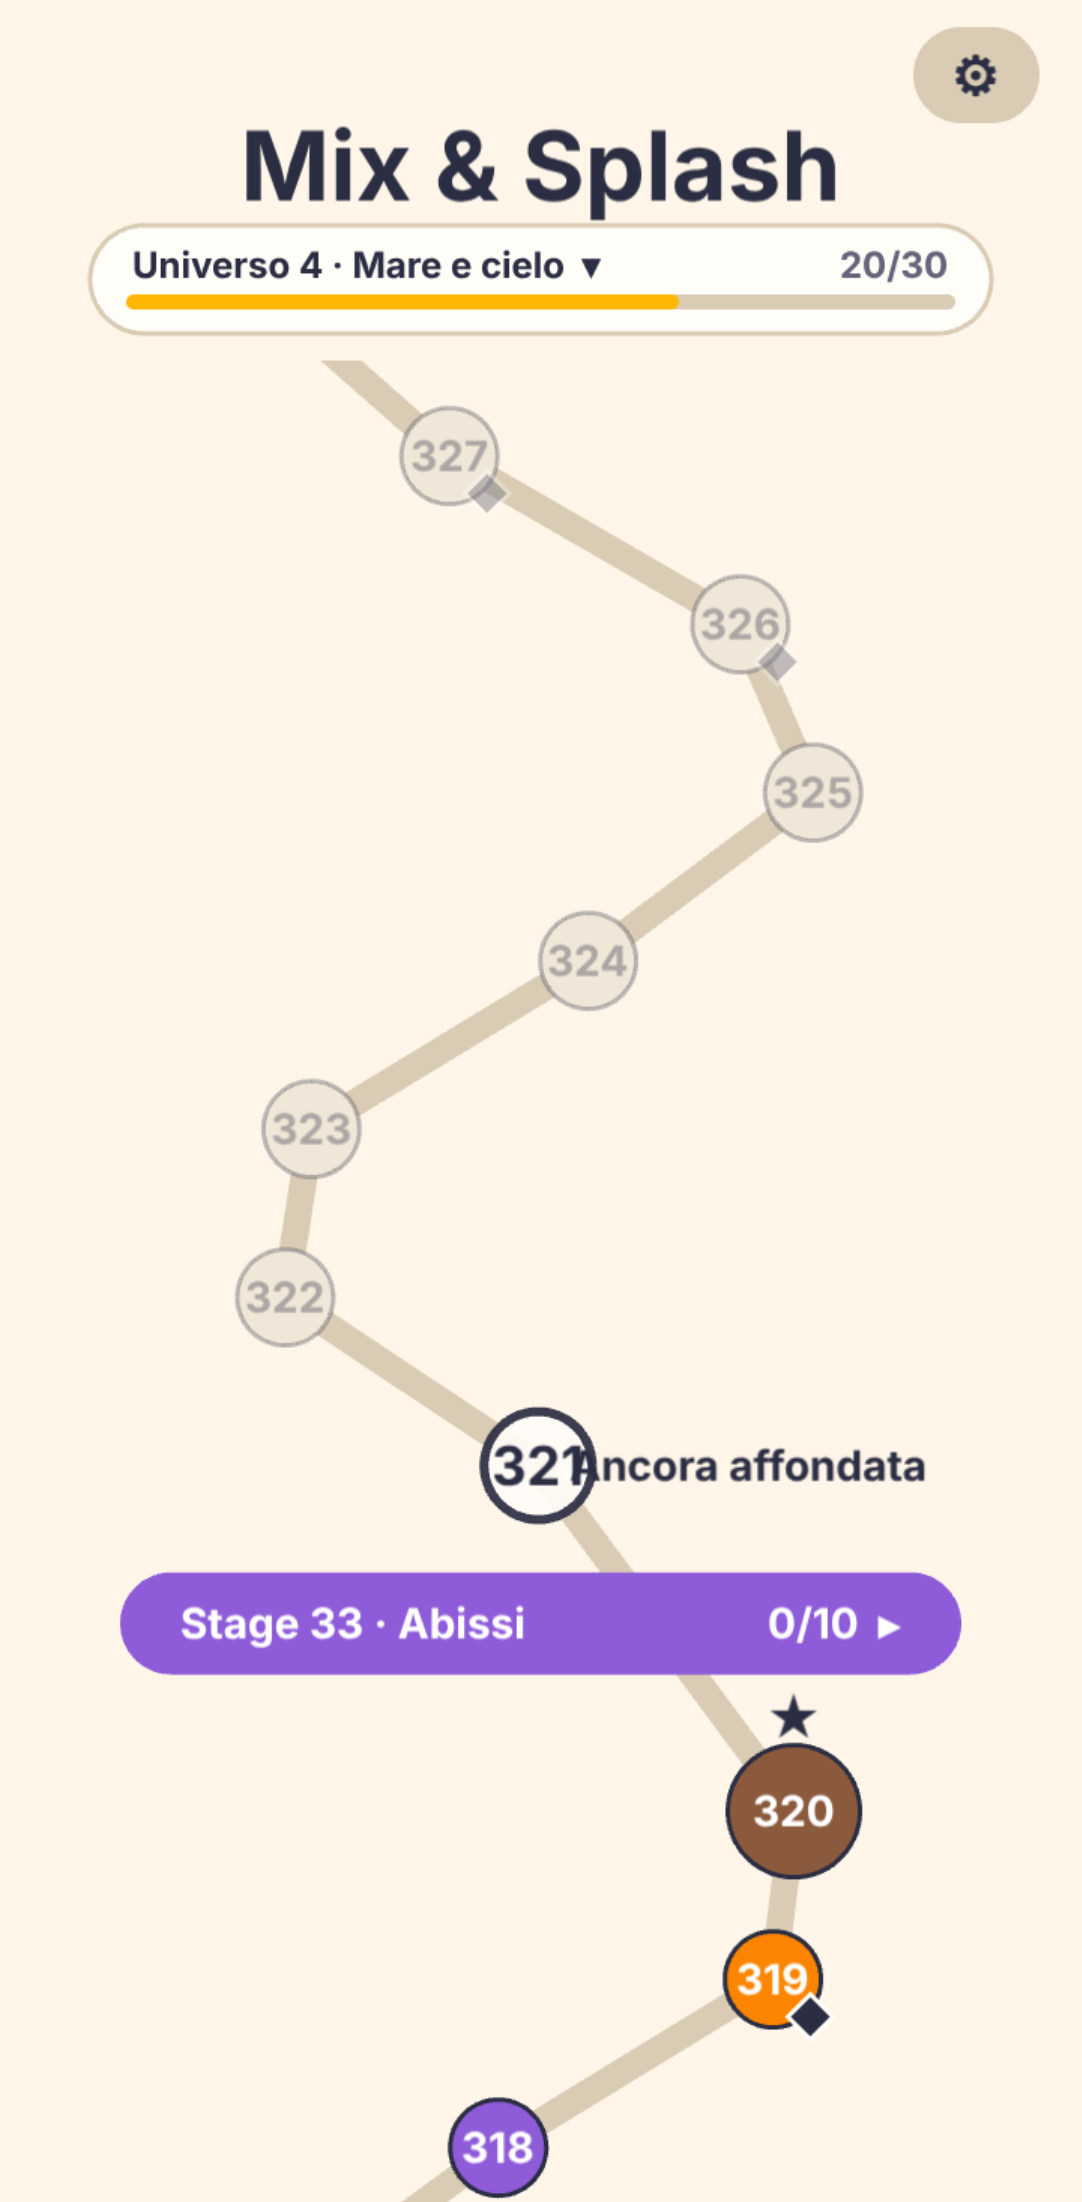 Mix & Splash
Universo 4 · Mare e cielo ▼ 20/30
327
326
325
324
323
322
321 Ancora affondata
Stage 33 · Abissi 0/10 ►
320
319
318